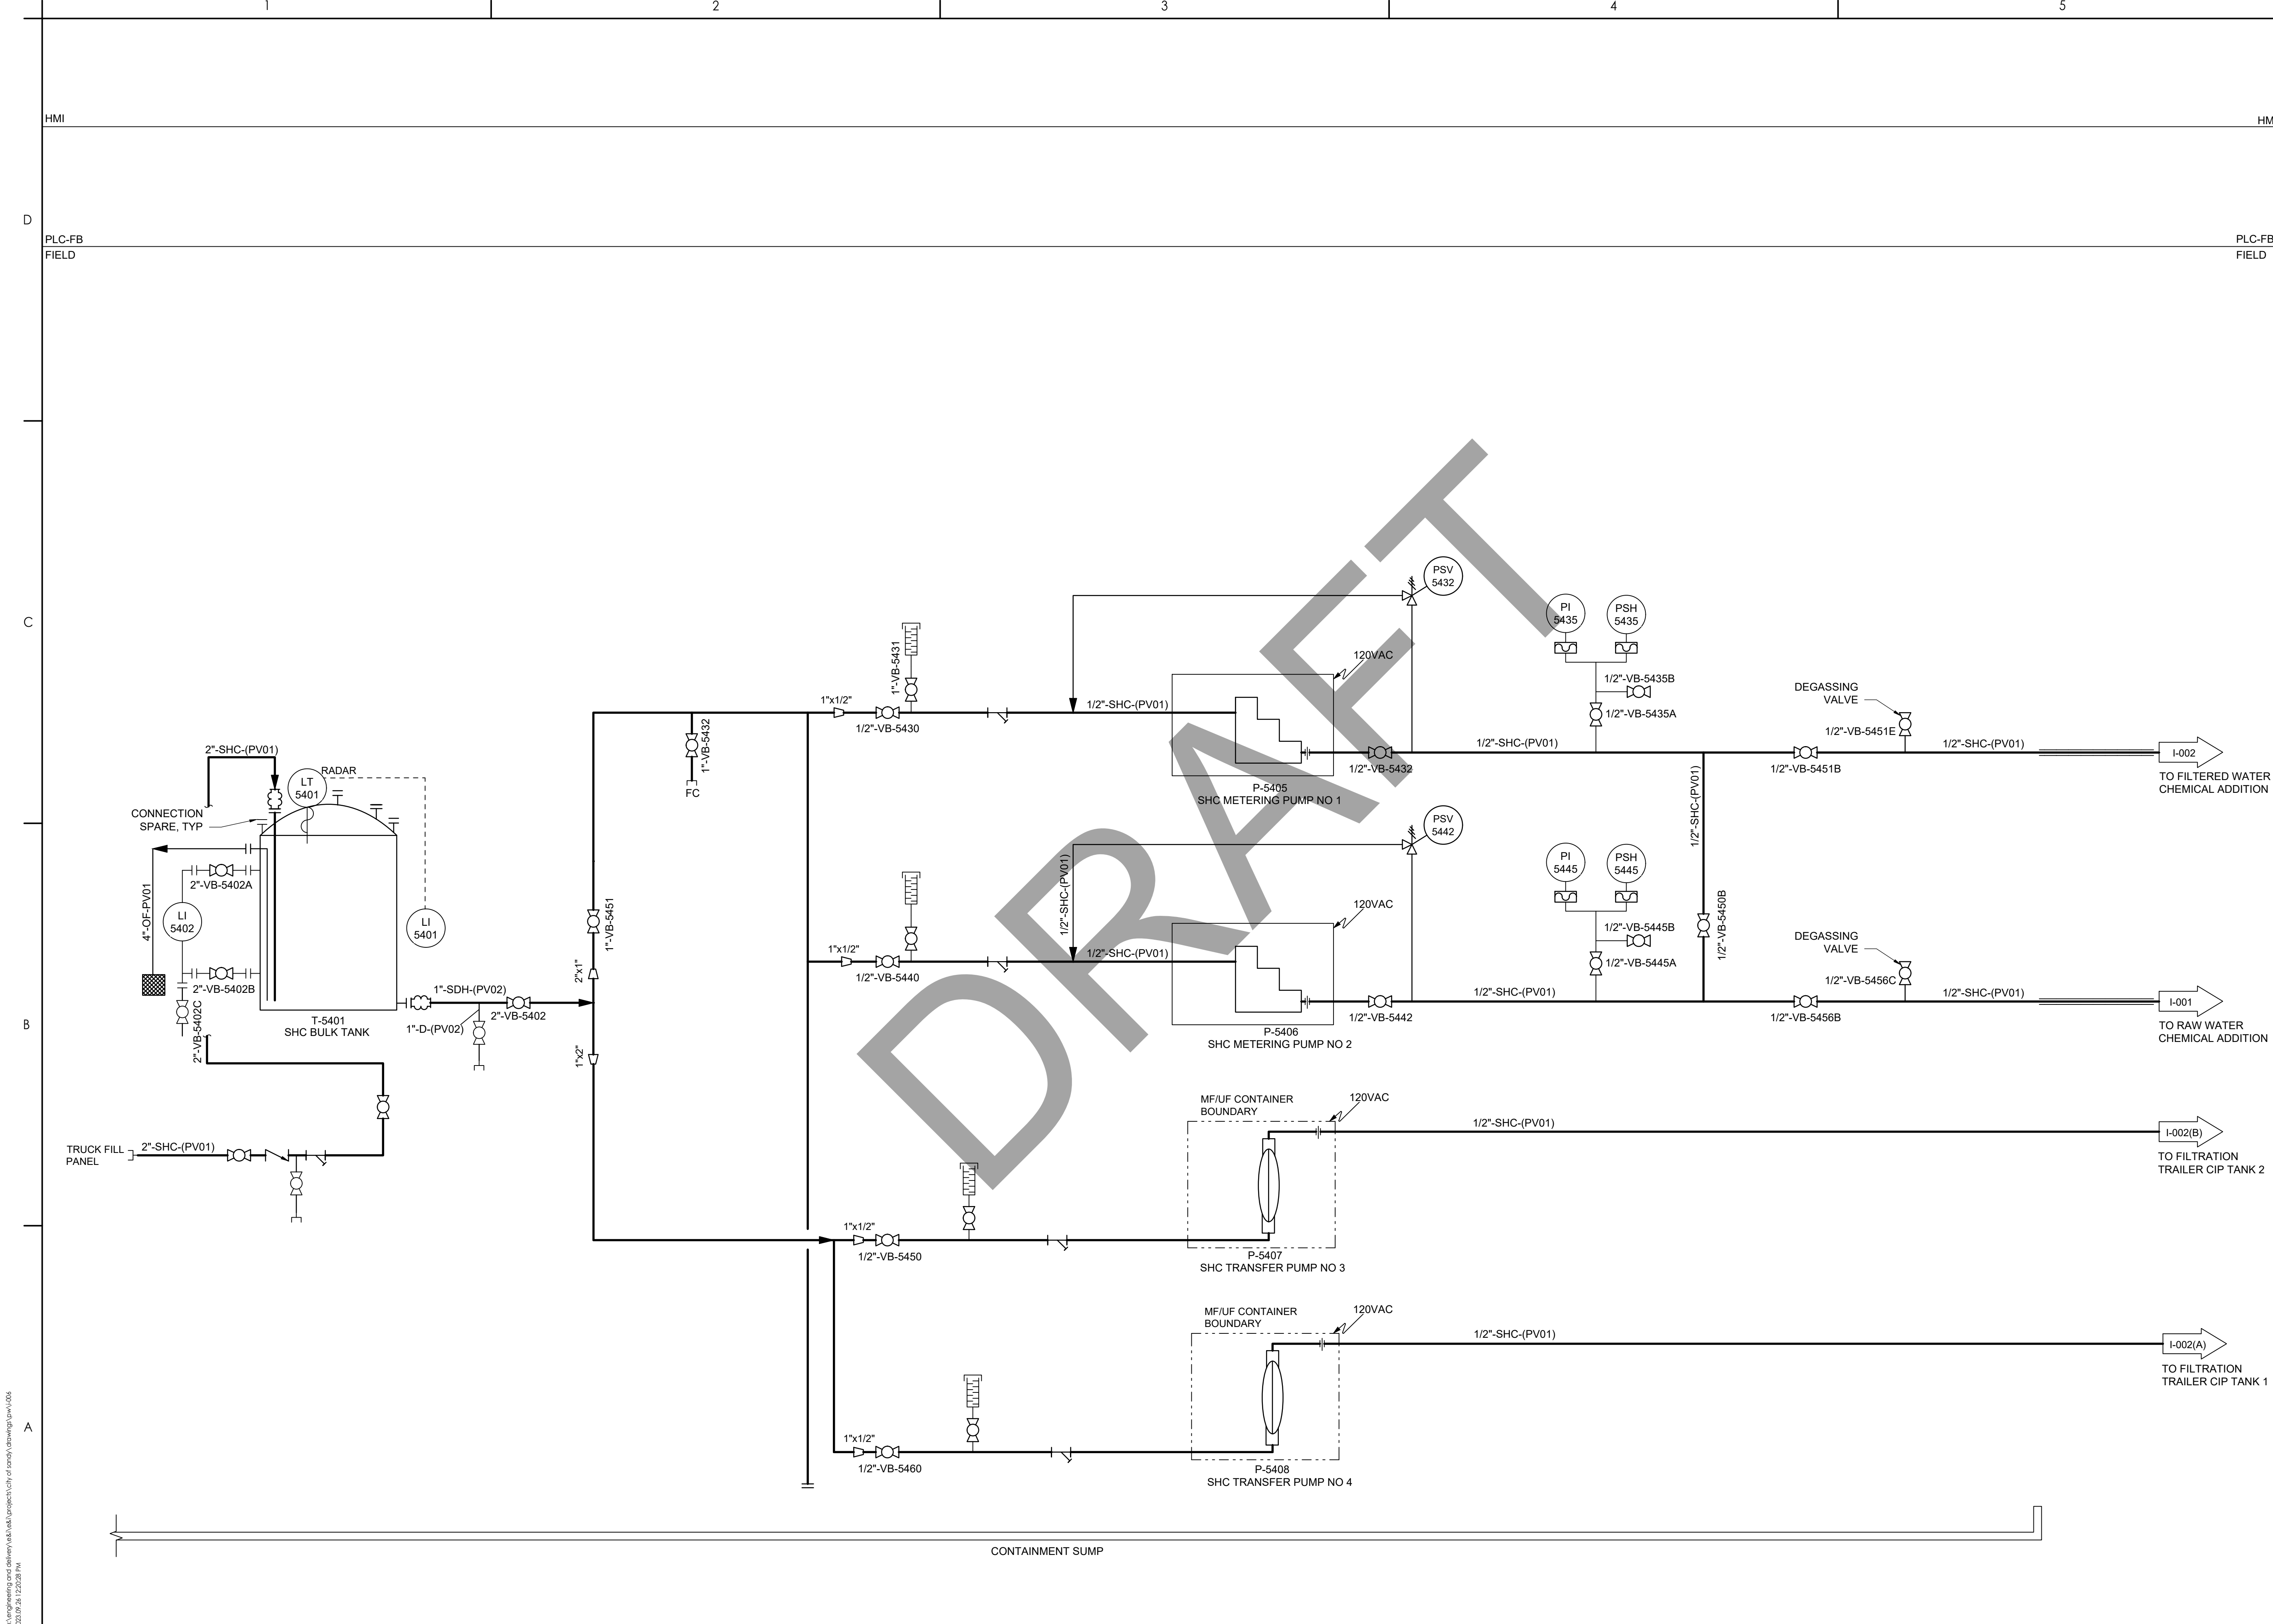 1
2
3
4
5
HMI
HM
D
PLC-FB
PLC-FB
FIELD
FIELD
C
PSV
5432
PI
5435
PSH
5435
1"-VB-5431
120VAC
1/2"-VB-5435B
1"x1/2"
1/2"-SHC-(PV01)
1/2"-VB-5435A
DEGASSING
VALVE
1/2"-VB-5430
1"-VB-5432
1/2"-VB-5451E
1/2"-SHC-(PV01)
1/2"-SHC-(PV01)
I-002
2"-SHC-(PV01)
1/2"-VB-5432
1/2"-VB-5451B
TO FILTERED WATER
CHEMICAL ADDITION
LT
5401
RADAR
FC
P-5405
SHC METERING PUMP NO 1
1/2"-SHC-(PV01)
CONNECTION
SPARE, TYP
PSV
5442
PI
5445
PSH
5445
2"-VB-5402A
4"-OF-PV01
LI
5402
LI
5401
1"-VB-5451
1/2"-SHC-(PV01)
120VAC
1/2"-VB-5445B
1/2"-VB-5450B
1"x1/2"
1/2"-SHC-(PV01)
1/2"-VB-5445A
DEGASSING
VALVE
2"x1"
1/2"-VB-5440
1/2"-VB-5456C
2"-VB-5402B
1"-SDH-(PV02)
1/2"-SHC-(PV01)
1/2"-SHC-(PV01)
I-001
B
T-5401
SHC BULK TANK
2"-VB-5402C
1"-D-(PV02)
2"-VB-5402
1"x2"
1/2"-VB-5442
1/2"-VB-5456B
P-5406
SHC METERING PUMP NO 2
TO RAW WATER
CHEMICAL ADDITION
MF/UF CONTAINER
BOUNDARY
120VAC
1/2"-SHC-(PV01)
I-002(B)
TRUCK FILL
PANEL
2"-SHC-(PV01)
TO FILTRATION
TRAILER CIP TANK 2
1"x1/2"
1/2"-VB-5450
P-5407
SHC TRANSFER PUMP NO 3
MF/UF CONTAINER
BOUNDARY
120VAC
1/2"-SHC-(PV01)
I-002(A)
TO FILTRATION
TRAILER CIP TANK 1
A
1"x1/2"
1/2"-VB-5460
P-5408
SHC TRANSFER PUMP NO 4
CONTAINMENT SUMP
DRAFT